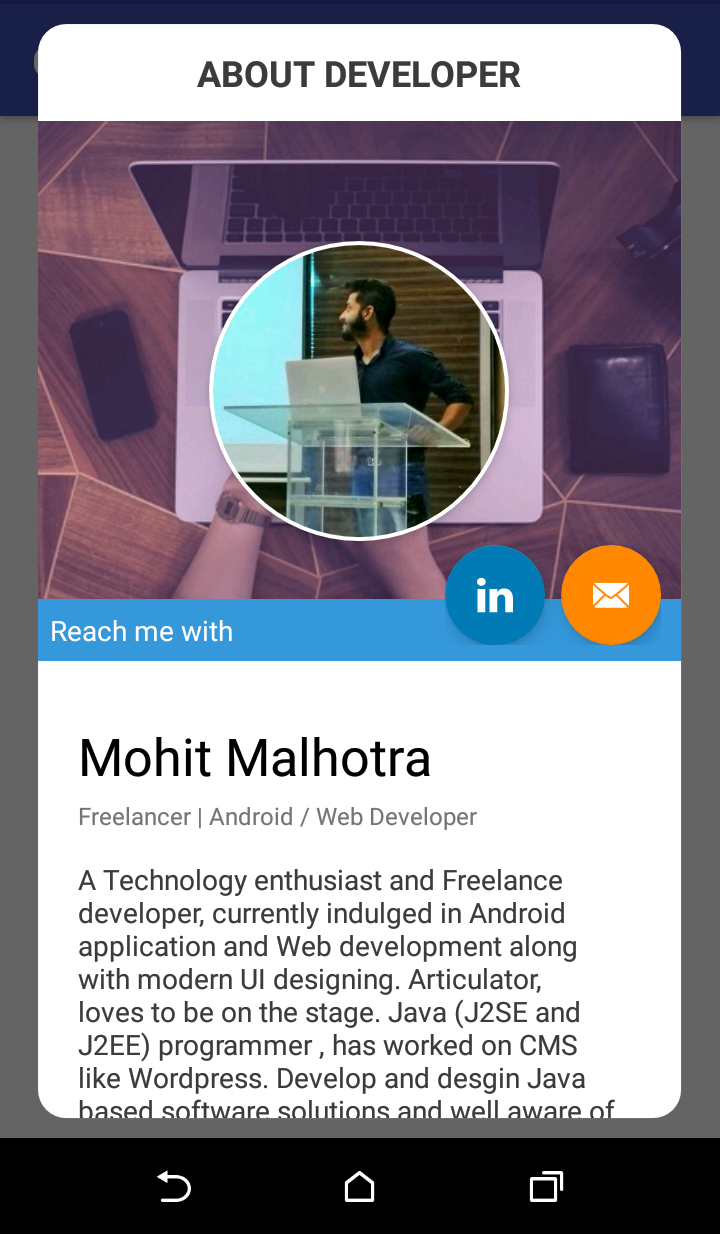 ABOUT DEVELOPER
in
Reach me with
Mohit Malhotra
Freelancer | Android / Web Developer
A Technology enthusiast and Freelance
developer, currently indulged in Android
application and Web development along
with modern UI designing. Articulator,
loves to be on the stage. Java (J2SE and
J2EE) programmer , has worked on CMS
like Wordpress. Develop and desgin Java
based software solutions and well aware of